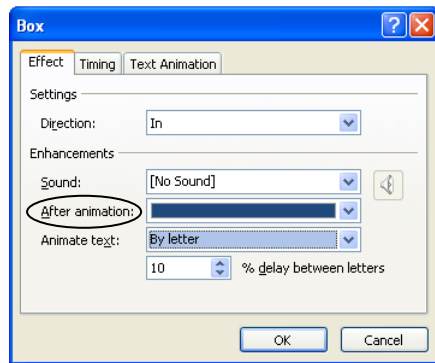 Box
Effect Timing Text Animation
Settings
Direction: In
Enhancements
Sound: [No Sound]
After animation:
Animate text: By letter
10 % delay between letters
OK Cancel